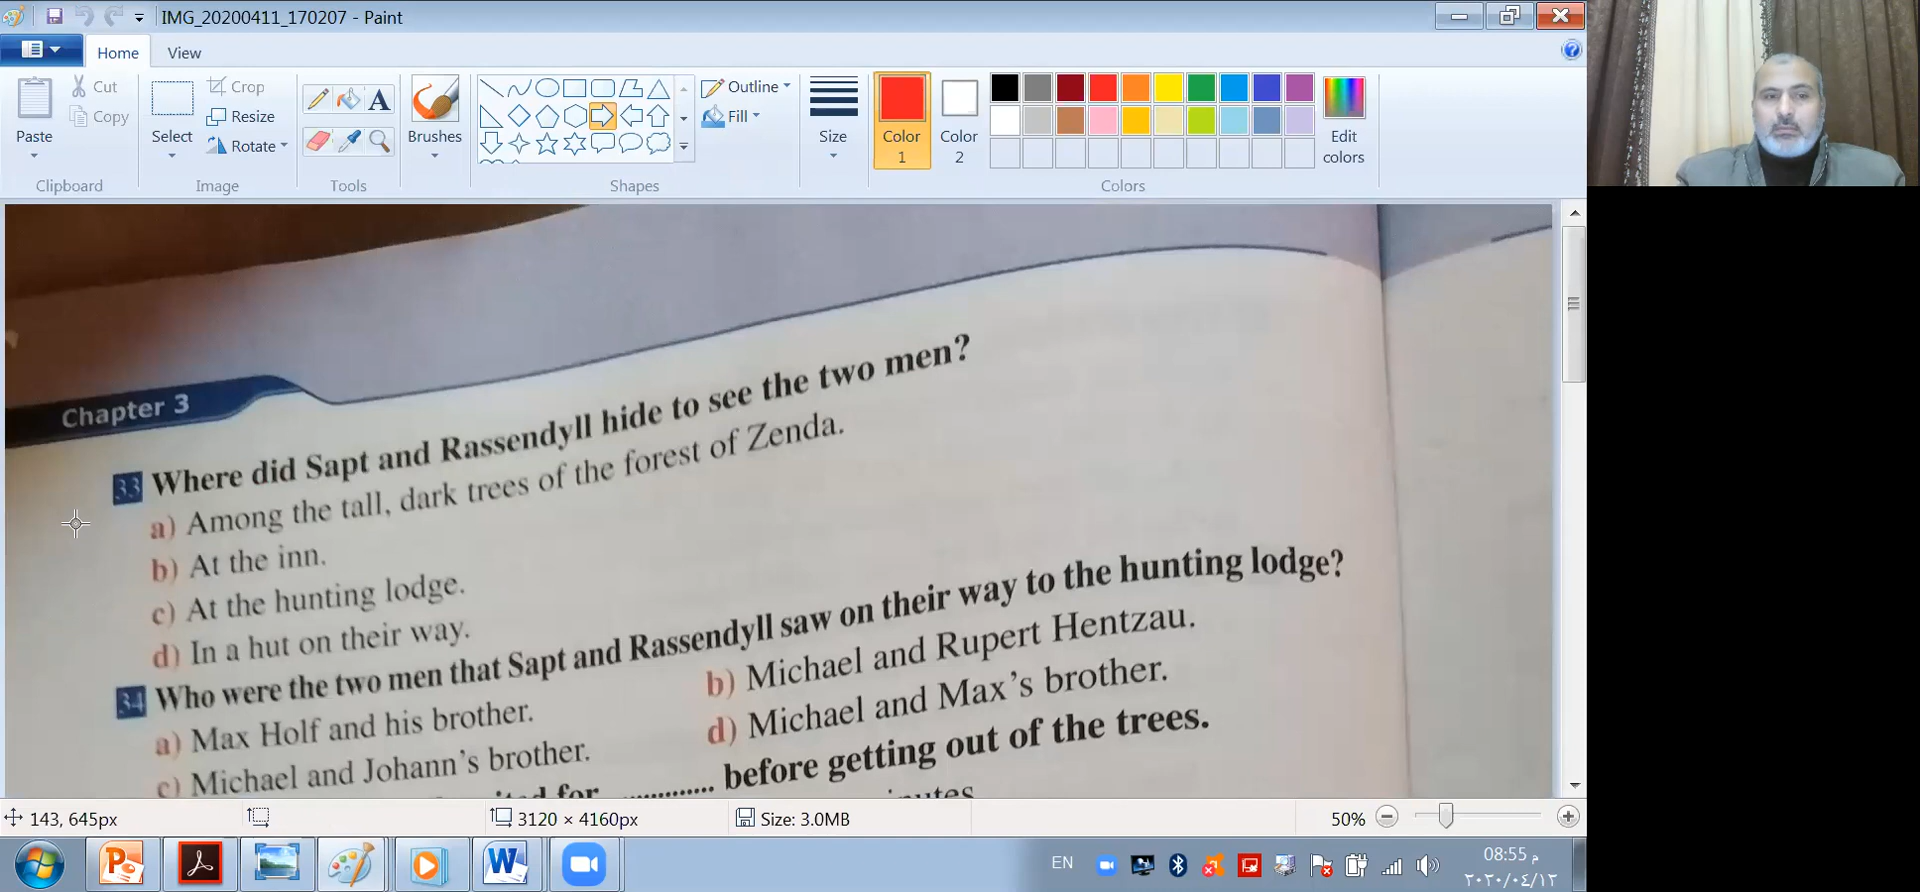 IMG_20200411_170207 - Paint
Home
View
Paste
Cut
Copy
Clipboard
Select
Crop
Resize
Rotate
Image
Tools
Brushes
Shapes
Outline
Fill
Size
Color 1
Color 2
Edit colors
Colors
Chapter 3
33 Where did Sapt and Rassendyll hide to see the two men?
a) Among the tall, dark trees of the forest of Zenda.
b) At the inn.
c) At the hunting lodge.
d) In a hut on their way.
34 Who were the two men that Sapt and Rassendyll saw on their way to the hunting lodge?
a) Max Holf and his brother.
b) Michael and Rupert Hentzau.
c) Michael and Johann's brother.
d) Michael and Max's brother.
for ............ before getting out of the trees.
143, 645px
3120 × 4160px
Size: 3.0MB
50%
EN
08:55 م
٢٠٢٠/٠٤/١٢